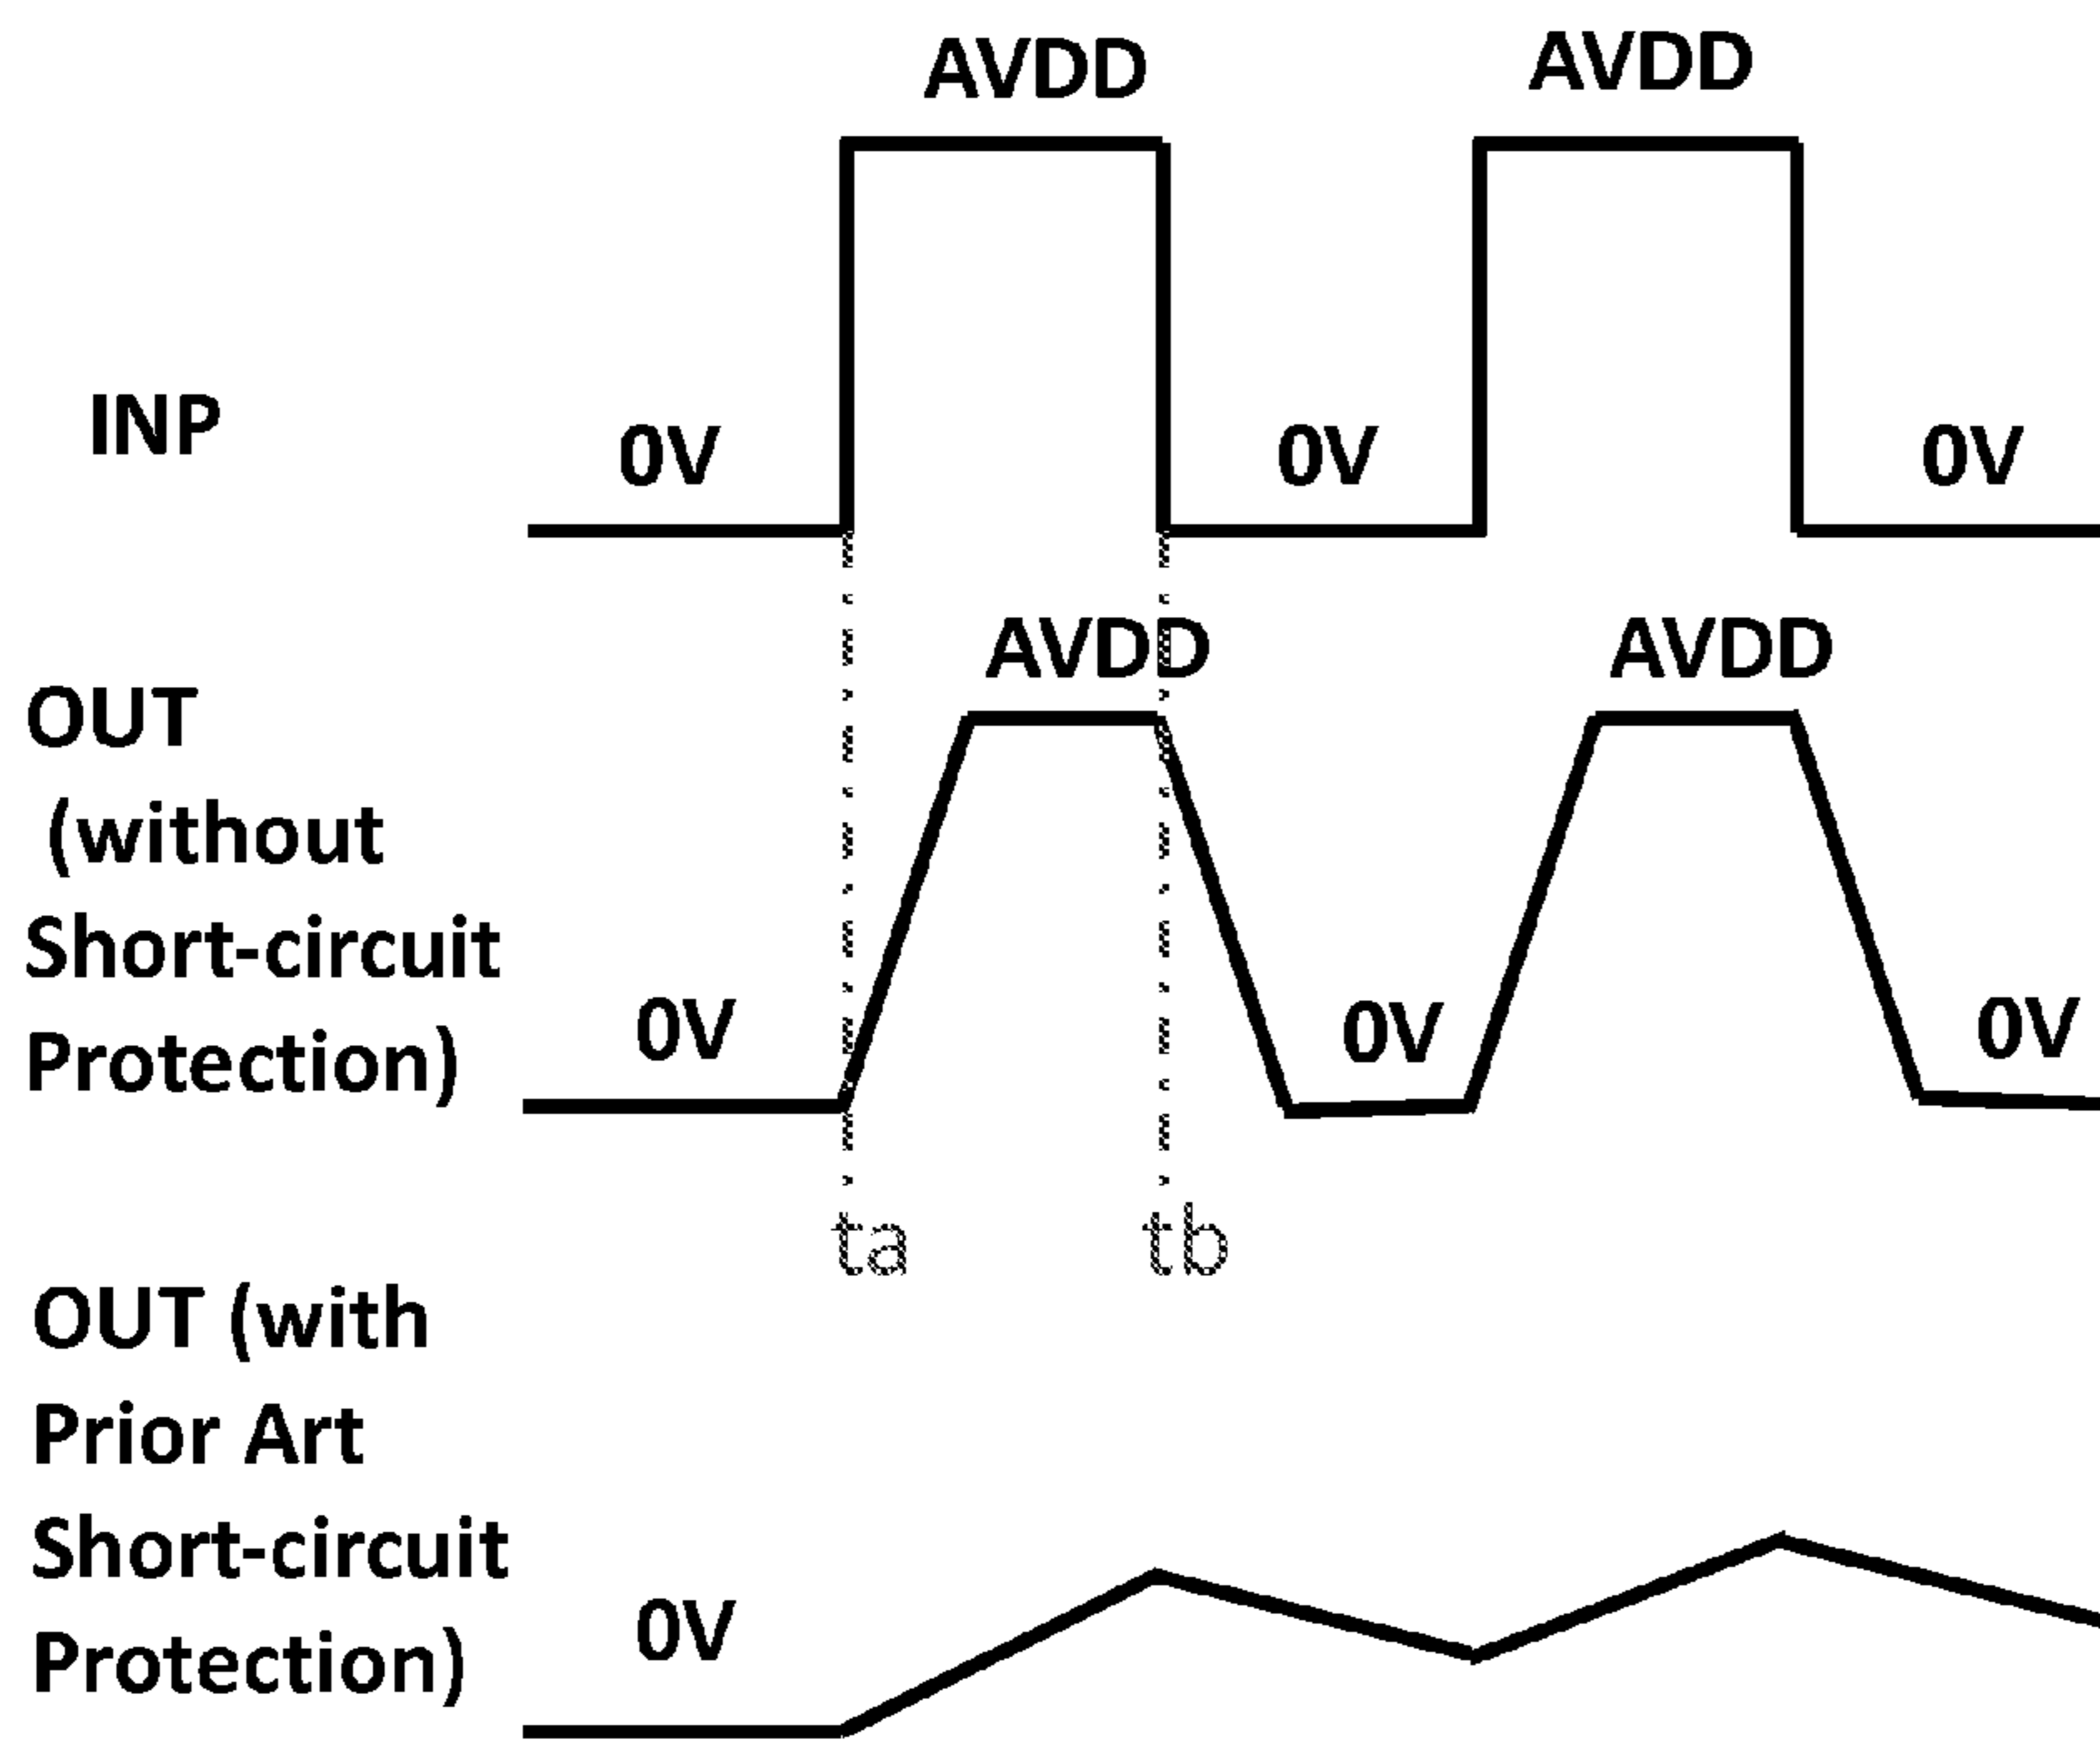 AVDD AVDD
INP
0V 0V 0V
AVDD AVDD
OUT
(without
Short-circuit
Protection)
0V 0V 0V
ta tb
OUT (with
Prior Art
Short-circuit
Protection)
0V